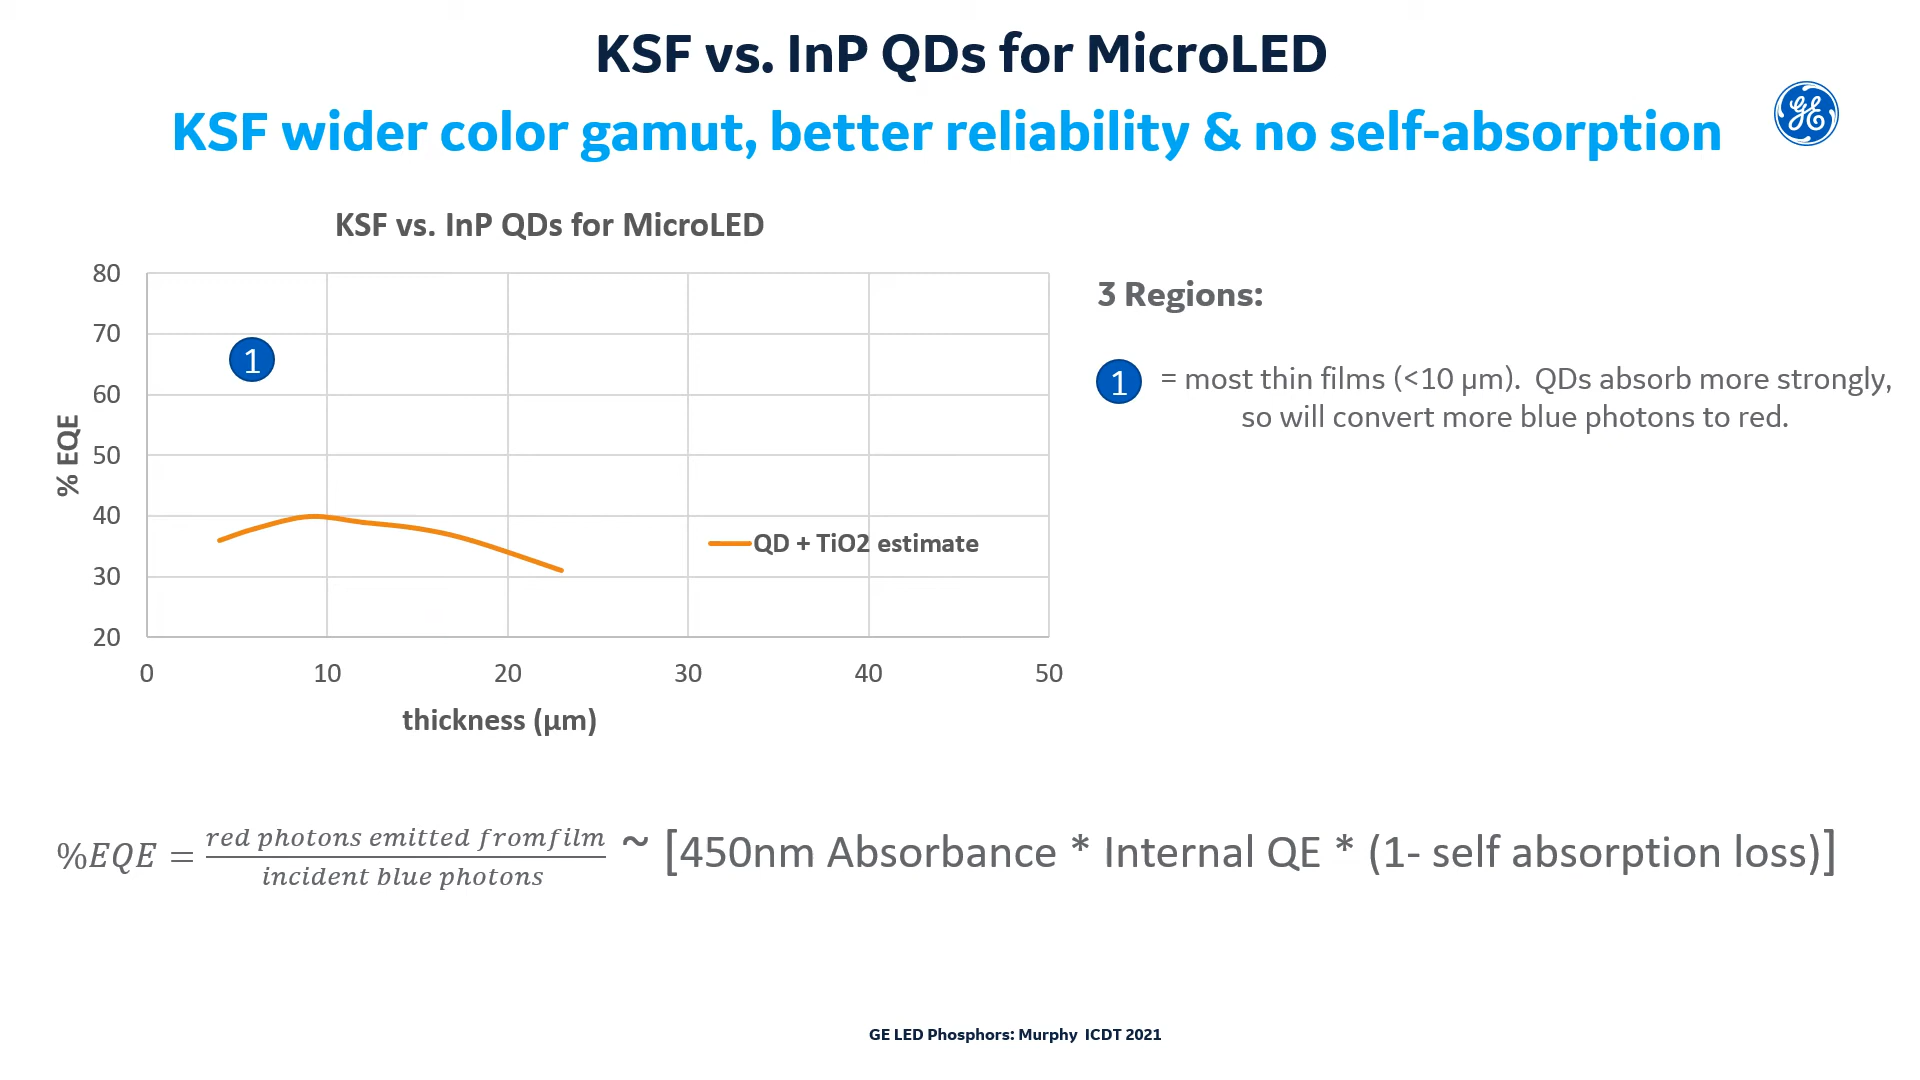 KSF vs. InP QDs for MicroLED
KSF wider color gamut, better reliability & no self-absorption
GE
KSF vs. InP QDs for MicroLED
80
70
60
50
40
30
20
% EQE
1
QD + TiO2 estimate
0 10 20 30 40 50
thickness (µm)
3 Regions:
1 = most thin films (<10 µm). QDs absorb more strongly,
so will convert more blue photons to red.
%EQE = red photons emitted fromfilm / incident blue photons ~ [450nm Absorbance * Internal QE * (1- self absorption loss)]
GE LED Phosphors: Murphy ICDT 2021